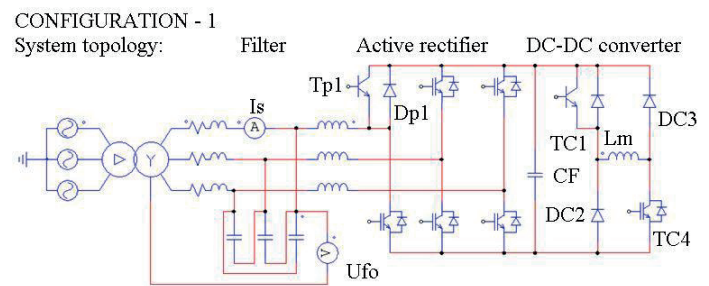 CONFIGURATION - 1
System topology: Filter Active rectifier DC-DC converter
Tp1
Is
A
Dp1
TC1
DC3
Lm
Y
CF
DC2
TC4
V
Ufo